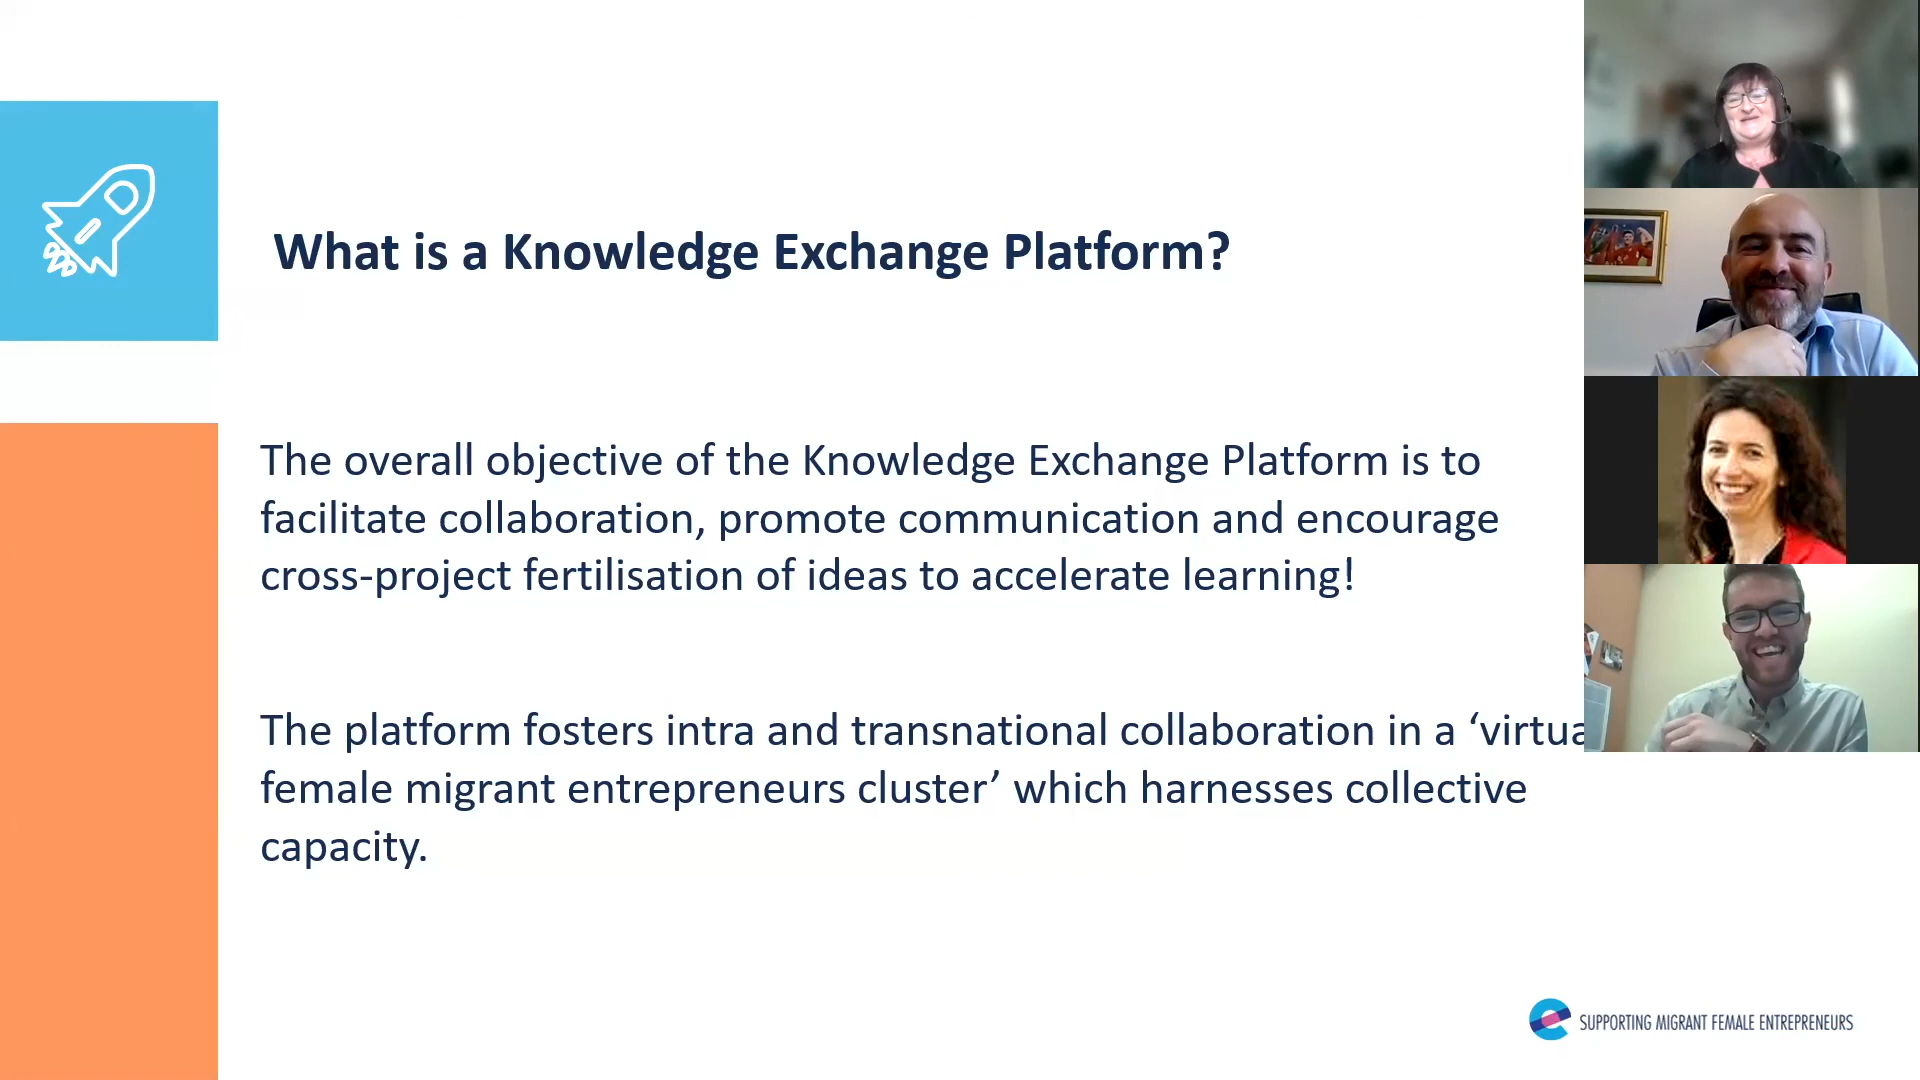 What is a Knowledge Exchange Platform?
The overall objective of the Knowledge Exchange Platform is to
facilitate collaboration, promote communication and encourage
cross-project fertilisation of ideas to accelerate learning!
The platform fosters intra and transnational collaboration in a ‘virtua
female migrant entrepreneurs cluster’ which harnesses collective
capacity.
SUPPORTING MIGRANT FEMALE ENTREPRENEURS